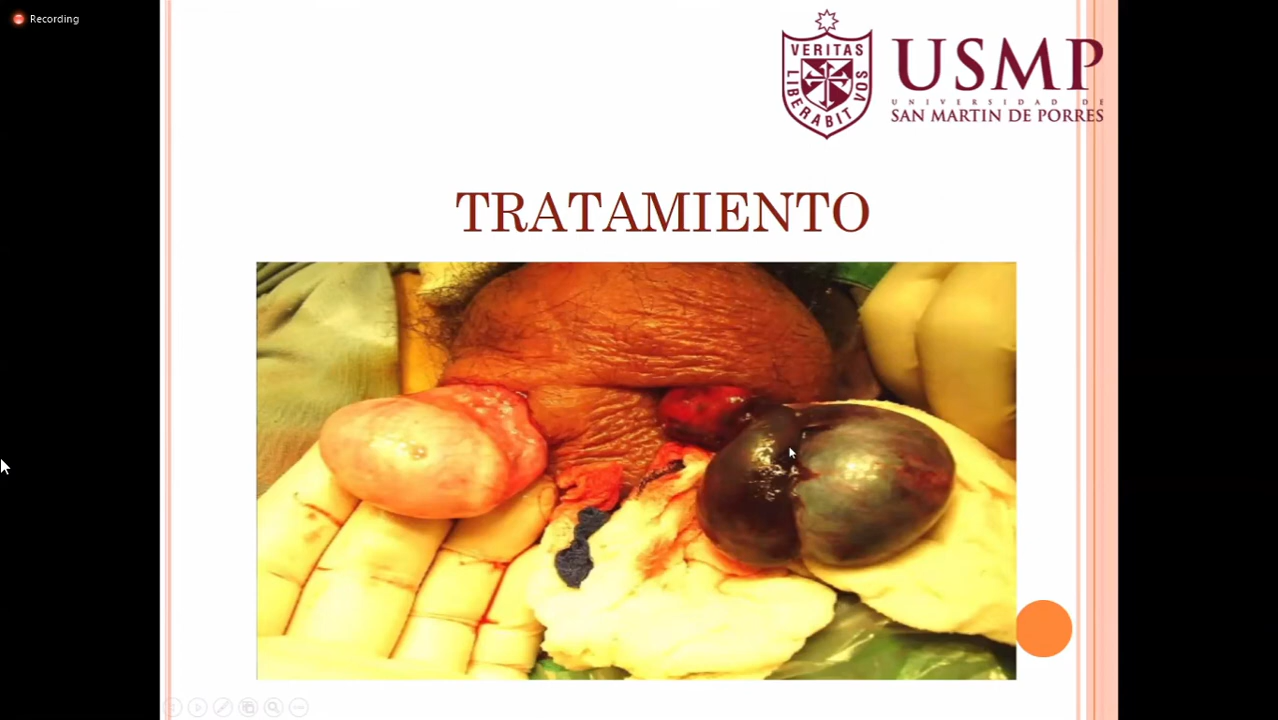 Recording
VERITAS
LIBERABIT
VOS
USMP
UNIVERSIDAD DE
SAN MARTIN DE PORRES
TRATAMIENTO